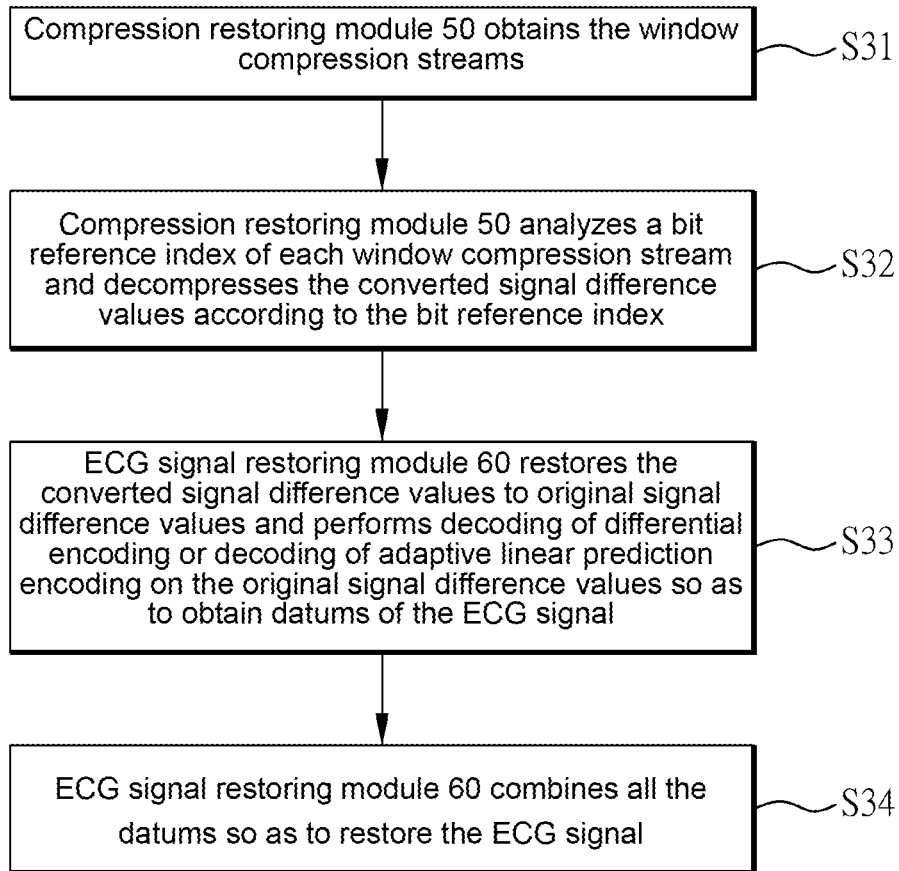 Compression restoring module 50 obtains the window
compression streams
S31
Compression restoring module 50 analyzes a bit
reference index of each window compression stream
and decompresses the converted signal difference
values according to the bit reference index
S32
ECG signal restoring module 60 restores the
converted signal difference values to original signal
difference values and performs decoding of differential
encoding or decoding of adaptive linear prediction
encoding on the original signal difference values so as
to obtain datums of the ECG signal
S33
ECG signal restoring module 60 combines all the
datums so as to restore the ECG signal
S34